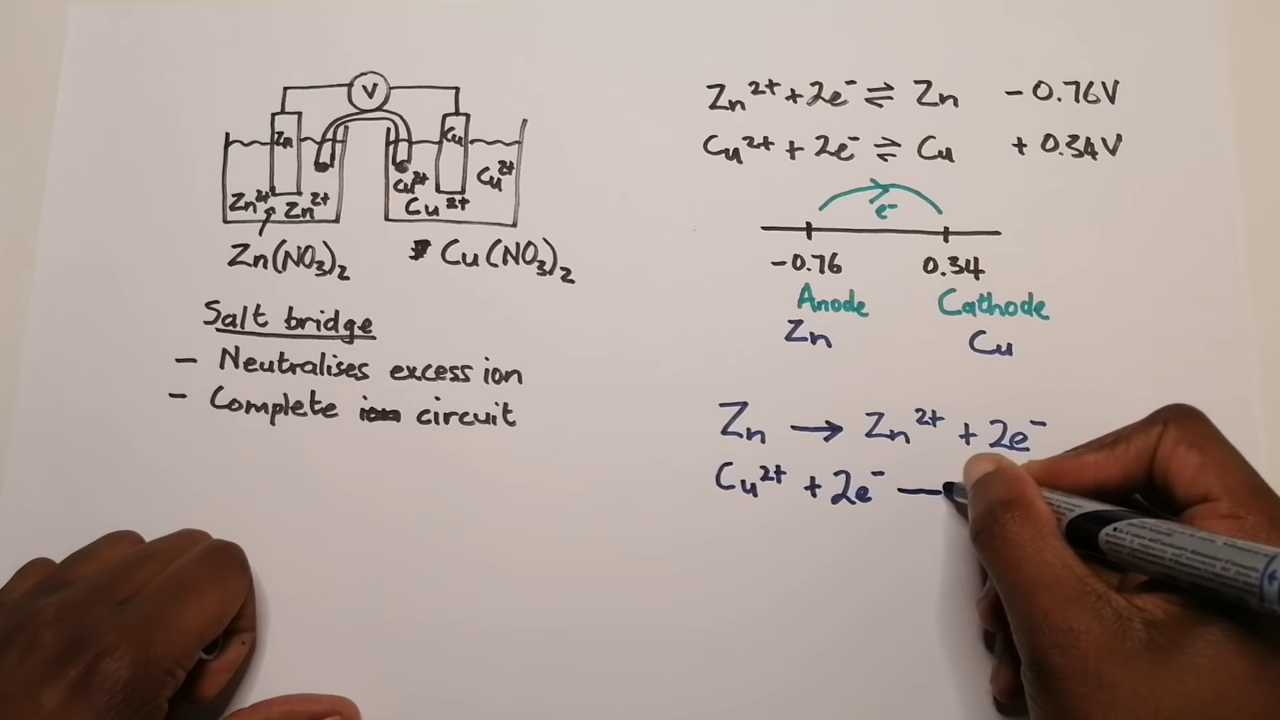 V
Zn Cu
Zn²⁺ Zn²⁺
Cu²⁺ Cu²⁺
Cu²⁺
Zn(NO₃)₂ Cu(NO₃)₂
Salt bridge
– Neutralises excess ion
– Complete circuit
Zn²⁺ + 2e⁻ ⇌ Zn – 0.76V
Cu²⁺ + 2e⁻ ⇌ Cu + 0.34V
e⁻
-0.76 0.34
Anode Cathode
Zn Cu
Zn → Zn²⁺ + 2e⁻
Cu²⁺ + 2e⁻ —